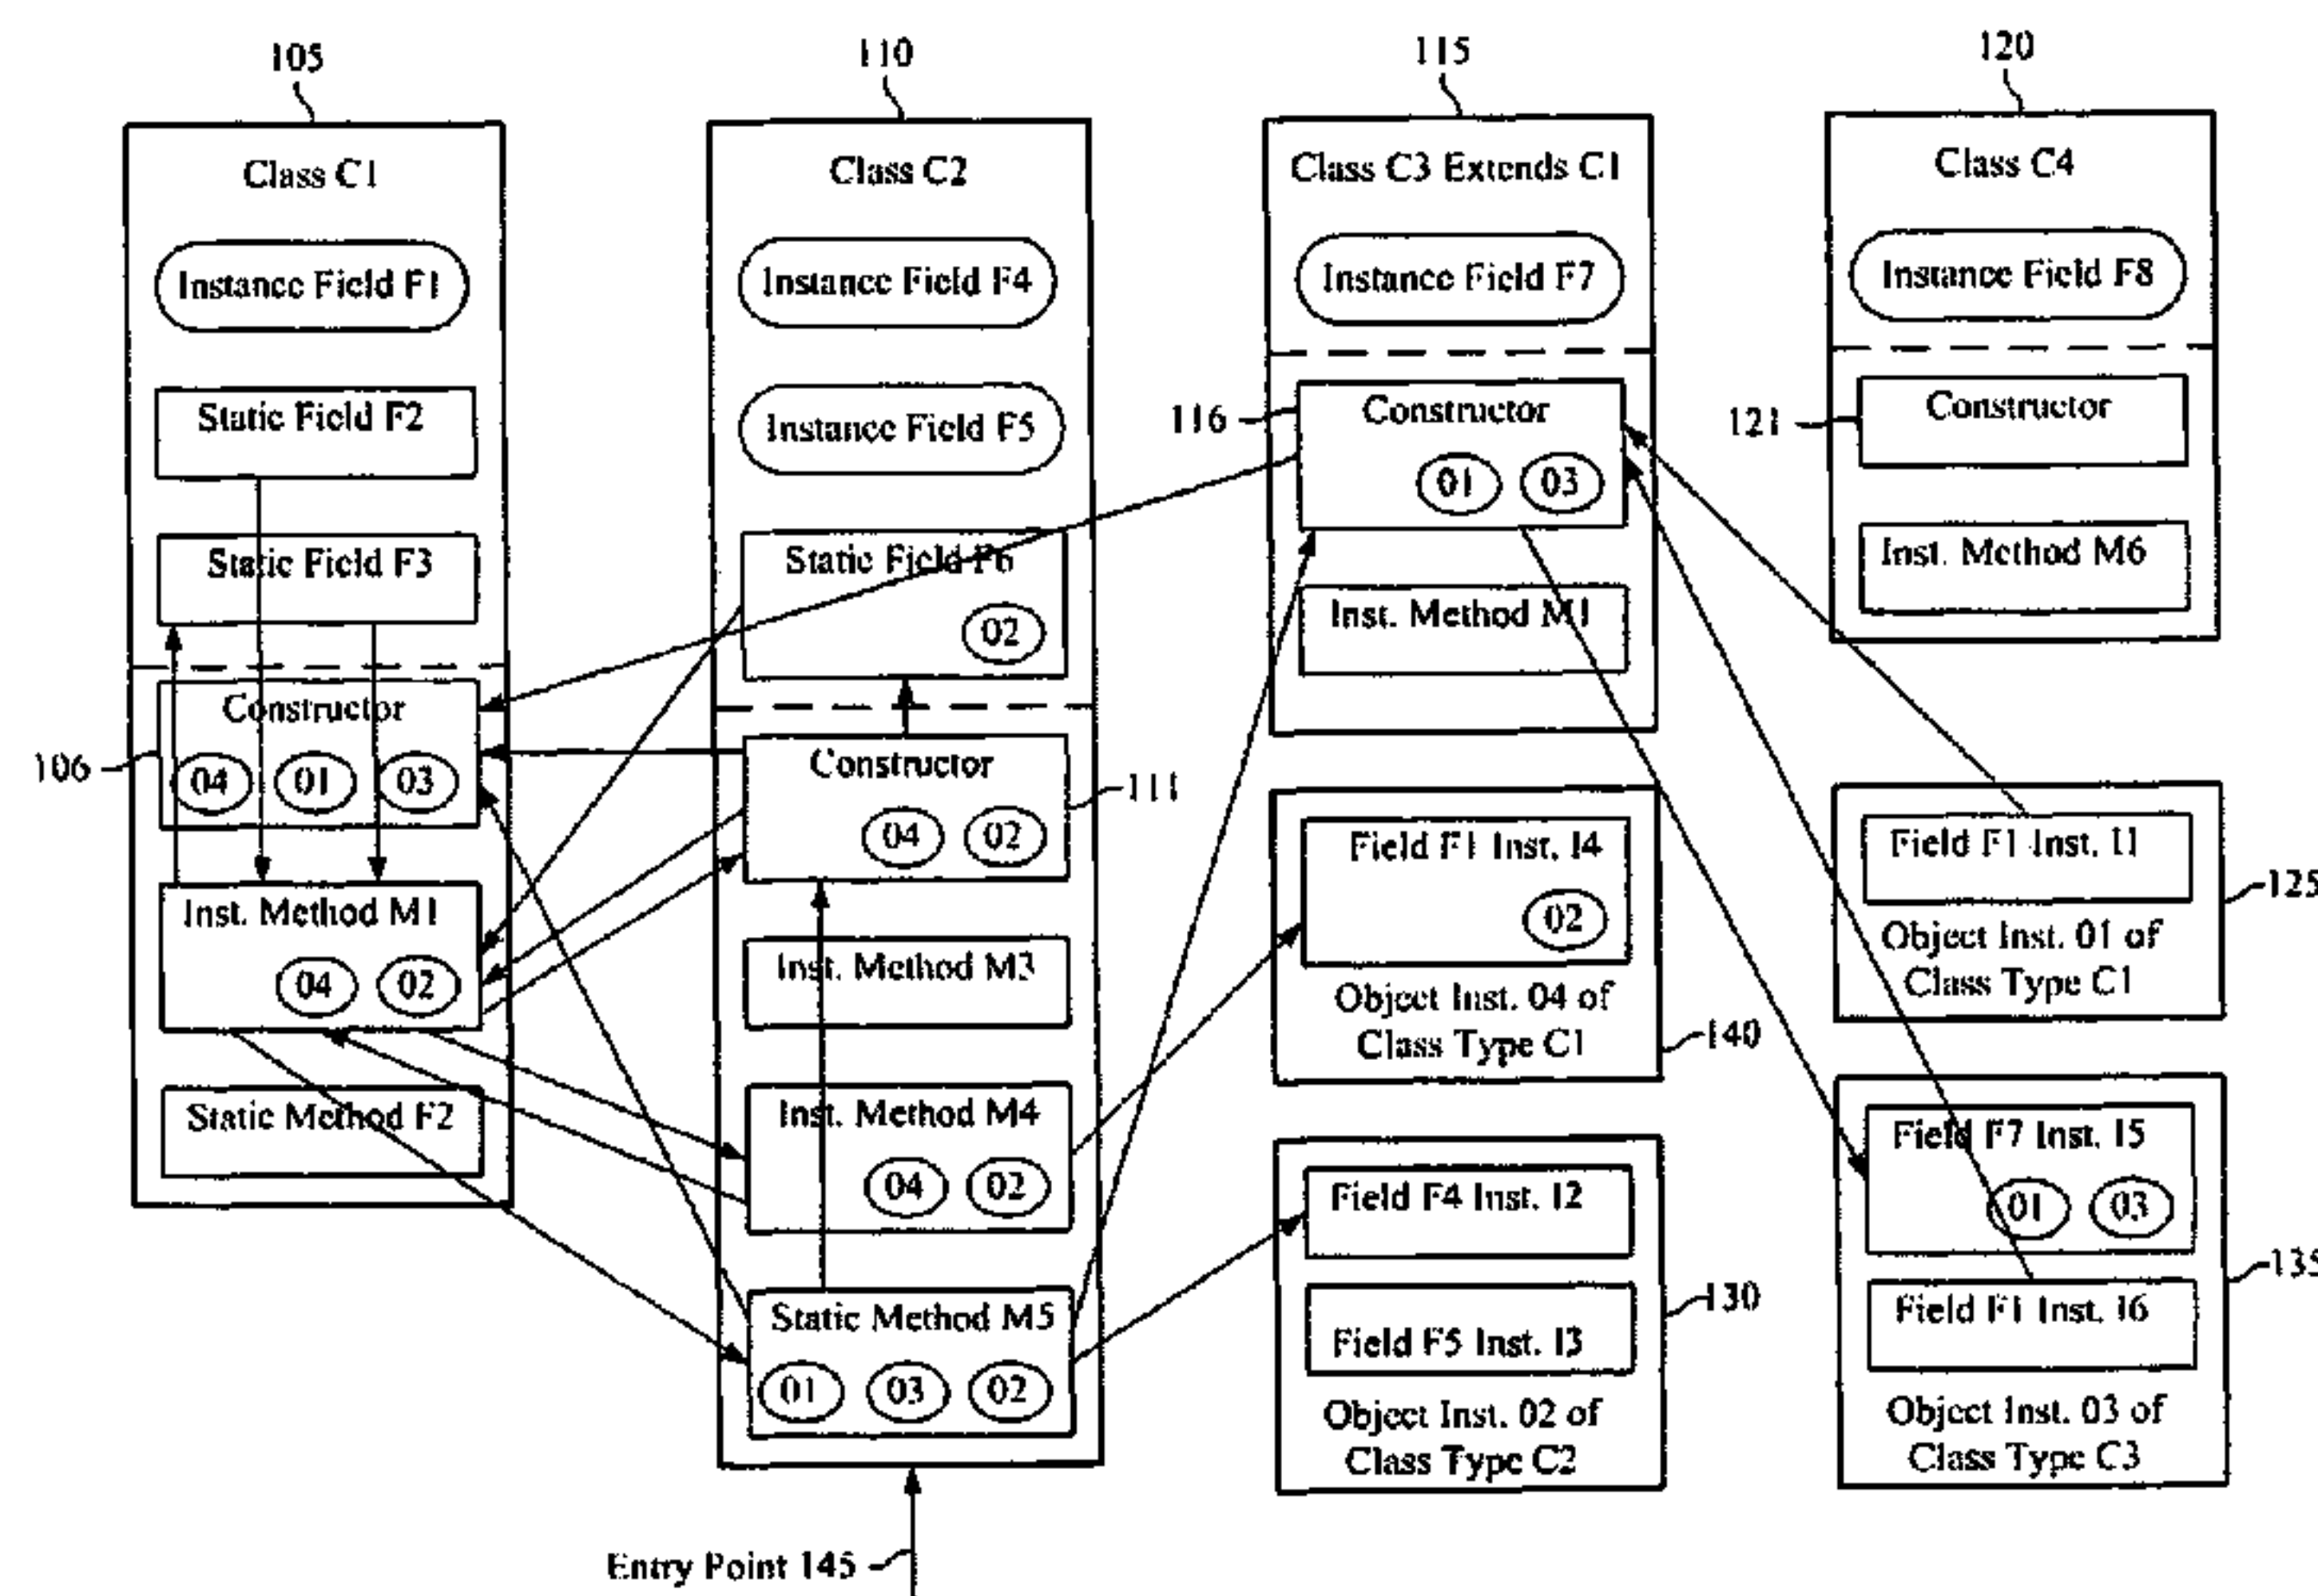 105
110
115
120
Class C1
Instance Field F1
Static Field F2
Static Field F3
Constructor
04 01 03
106
Inst. Method M1
04 02
Static Method F2
Class C2
Instance Field F4
Instance Field F5
Static Field F6
02
Constructor
04 02
111
Inst. Method M3
Inst. Method M4
04 02
Static Method M5
01 03 02
Entry Point 145
Class C3 Extends C1
Instance Field F7
116
Constructor
01 03
Inst. Method M1
Field F1 Inst. I4
02
Object Inst. 04 of
Class Type C1
140
Field F4 Inst. I2
Field F5 Inst. I3
Object Inst. 02 of
Class Type C2
130
Class C4
Instance Field F8
121
Constructor
Inst. Method M6
Field F1 Inst. I1
Object Inst. 01 of
Class Type C1
125
Field F7 Inst. I5
01 03
Field F1 Inst. I6
Object Inst. 03 of
Class Type C3
135